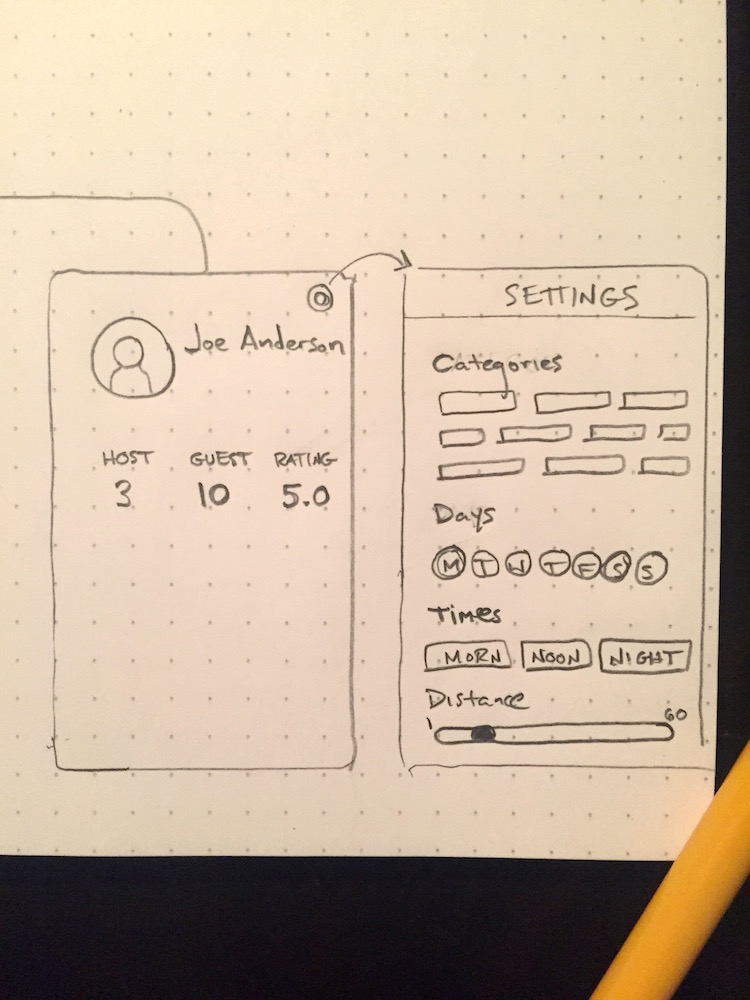 Joe Anderson
HOST GUEST RATING
3 10 5.0
SETTINGS
Categories
Days
M T W T F S S
Times
MORN NOON NIGHT
Distance
1 60